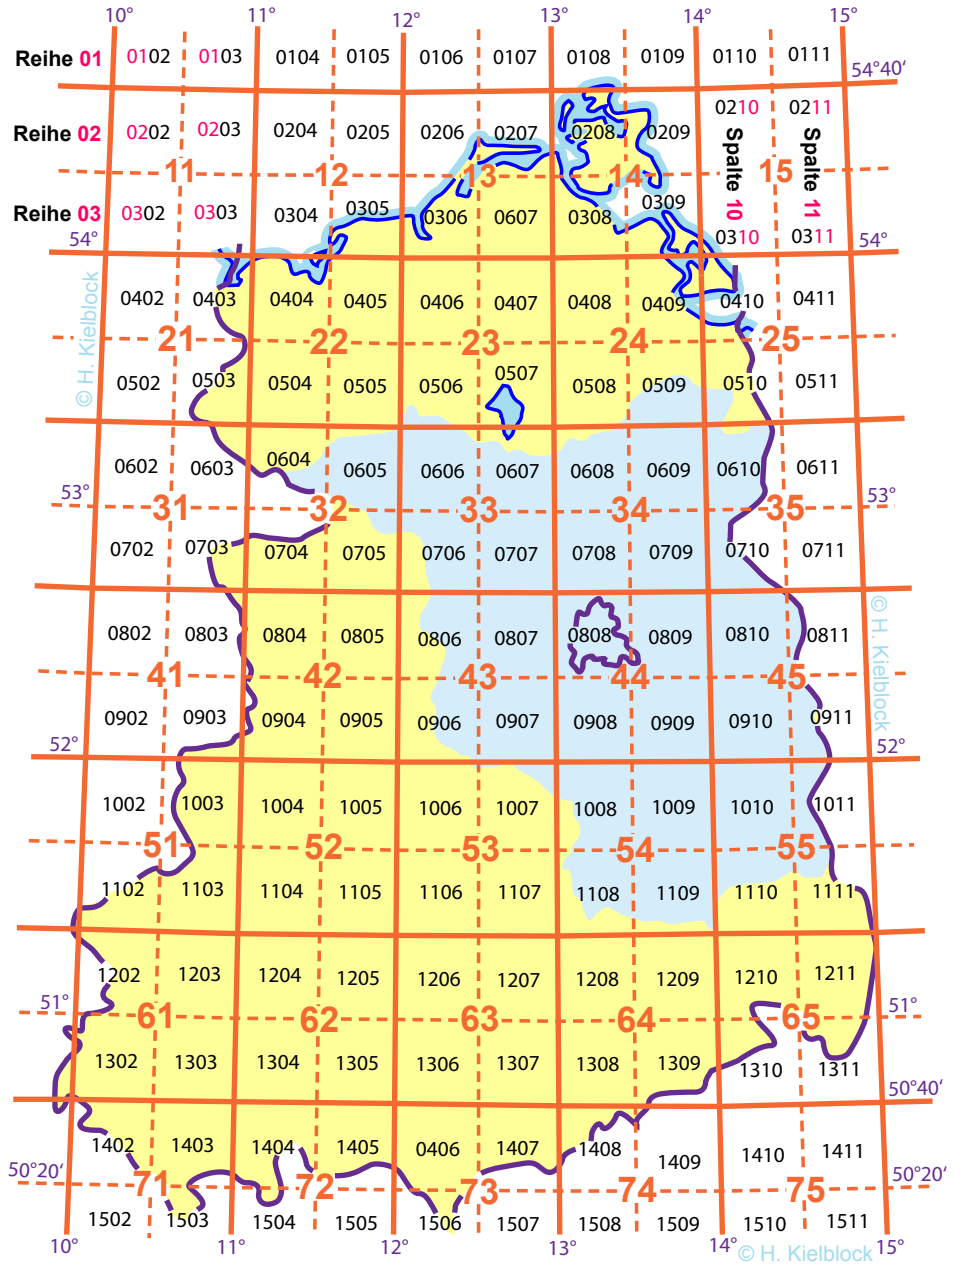 10° 11° 12° 13° 14° 15°
Reihe 01 0102 0103 0104 0105 0106 0107 0108 0109 0110 0111
54°40‘
0210 0211
Reihe 02 0202 0203 0204 0205 0206 0207 0208 0209
Spalte 10 Spalte 11
11 12 13 14 15
Reihe 03 0302 0303 0304 0305 0306 0607 0308 0309
0310 0311
54° 54°
© H. Kielblock
0402 0403 0404 0405 0406 0407 0408 0409 0410 0411
21 22 23 24 25
0502 0503 0504 0505 0506 0507 0508 0509 0510 0511
0602 0603 0604 0605 0606 0607 0608 0609 0610 0611
53° 53°
31 32 33 34 35
0702 0703 0704 0705 0706 0707 0708 0709 0710 0711
© H. Kielblock
0802 0803 0804 0805 0806 0807 0808 0809 0810 0811
41 42 43 44 45
0902 0903 0904 0905 0906 0907 0908 0909 0910 0911
52° 52°
1002 1003 1004 1005 1006 1007 1008 1009 1010 1011
51 52 53 54 55
1102 1103 1104 1105 1106 1107 1108 1109 1110 1111
1202 1203 1204 1205 1206 1207 1208 1209 1210 1211
51° 51°
61 62 63 64 65
1302 1303 1304 1305 1306 1307 1308 1309 1310 1311
50°40‘
1402 1403 1404 1405 0406 1407 1408 1409 1410 1411
50°20‘ 50°20‘
71 72 73 74 75
1502 1503 1504 1505 1506 1507 1508 1509 1510 1511
10° 11° 12° 13° 14° 15°
© H. Kielblock